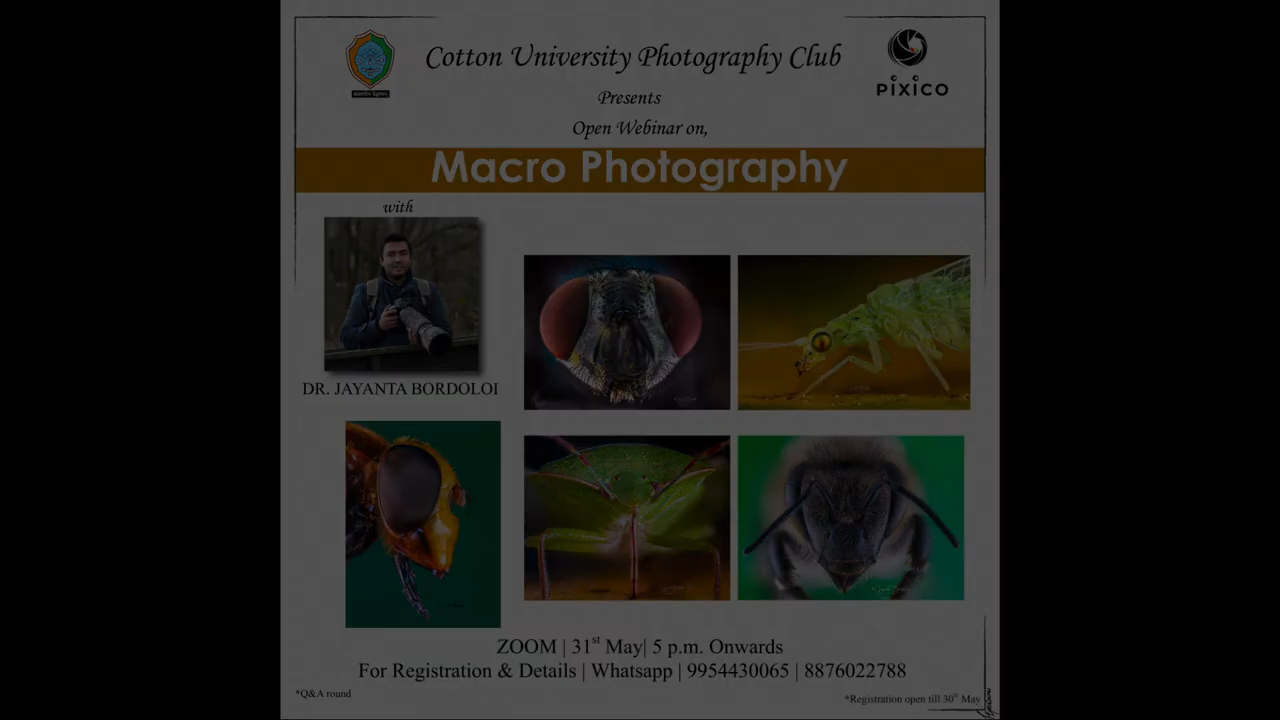 Cotton University Photography Club
PIXICO
Presents
Open Webinar on,
Macro Photography
with
DR. JAYANTA BORDOLOI
ZOOM | 31st May| 5 p.m. Onwards
For Registration & Details | Whatsapp | 9954430065 | 8876022788
*Q&A round
*Registration open till 30th May